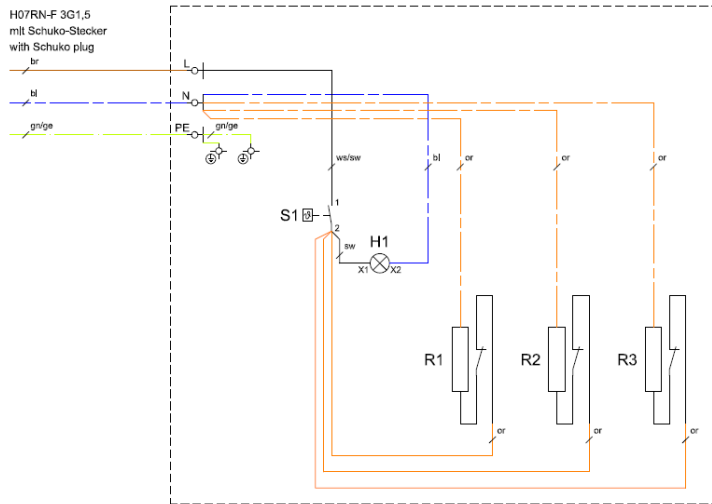 H07RN-F 3G1,5
mit Schuko-Stecker
with Schuko plug
br
L
bl
N
gn/ge
PE
gn/ge
ws/sw
bl
or
or
or
1
S1
2
sw
H1
X1
X2
R1
R2
R3
or
or
or